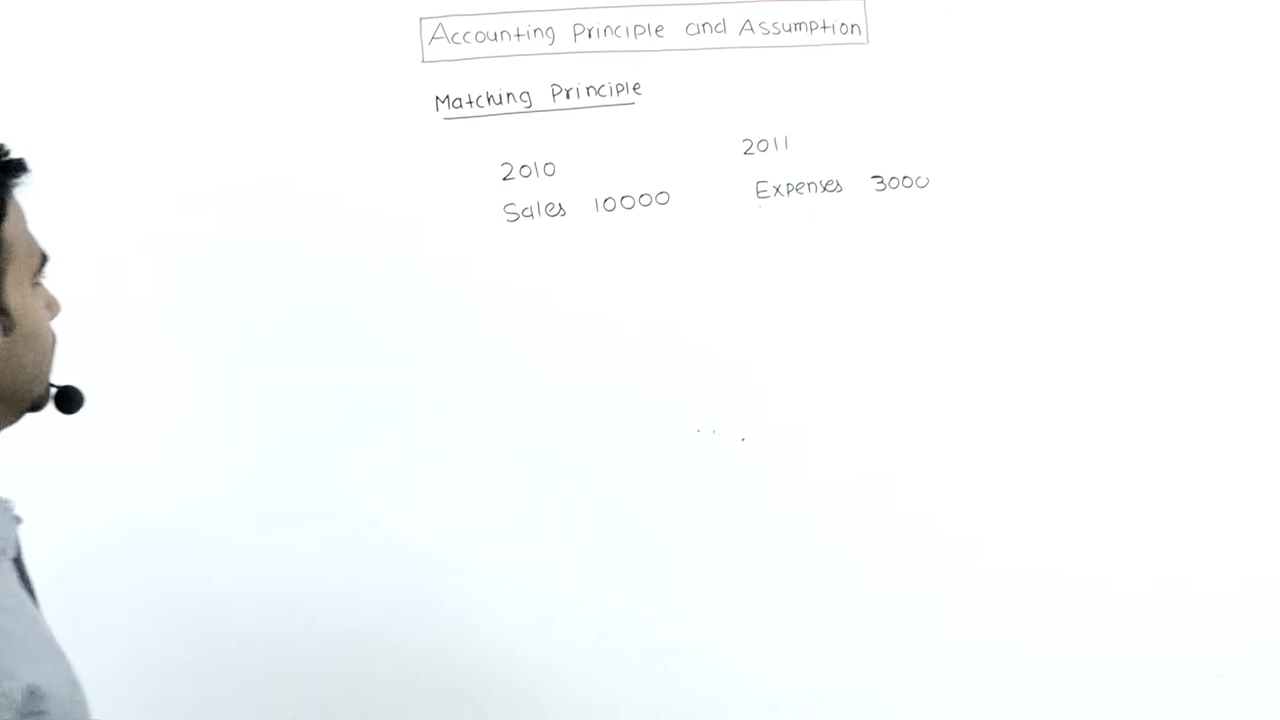 Accounting Principle and Assumption
Matching Principle
2010
2011
Sales 10000
Expenses 3000